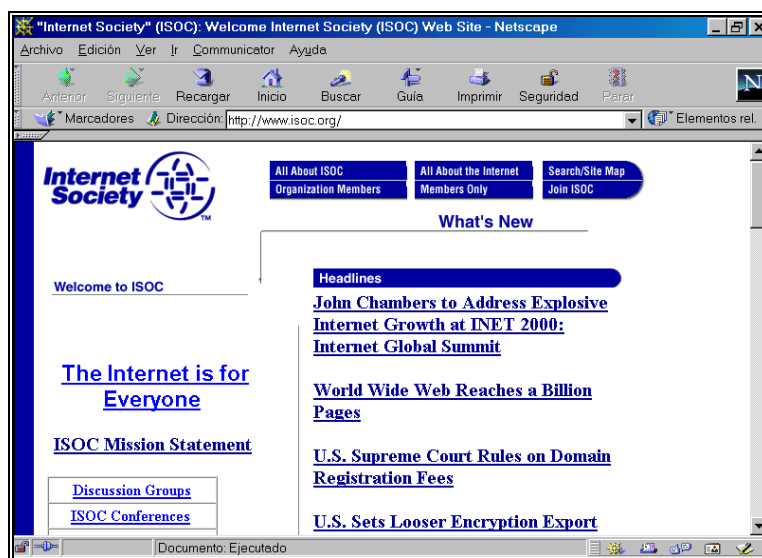 "Internet Society" (ISOC): Welcome Internet Society (ISOC) Web Site - Netscape
Archivo Edición Ver Ir Communicator Ayuda
Anterior Siguiente Recargar Inicio Buscar Guía Imprimir Seguridad Parar
N
Marcadores Dirección: http://www.isoc.org/ Elementos rel.
Internet
Society
TM
All About ISOC All About the Internet Search/Site Map
Organization Members Members Only Join ISOC
What's New
Welcome to ISOC
Headlines
John Chambers to Address Explosive
Internet Growth at INET 2000:
Internet Global Summit
World Wide Web Reaches a Billion
Pages
U.S. Supreme Court Rules on Domain
Registration Fees
U.S. Sets Looser Encryption Export
The Internet is for
Everyone
ISOC Mission Statement
Discussion Groups
ISOC Conferences
Documento: Ejecutado